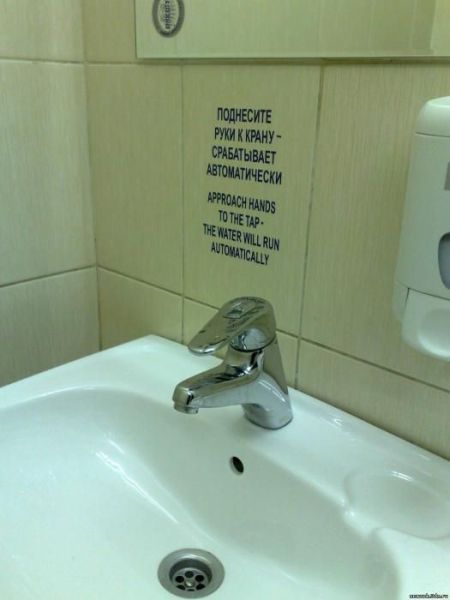 ПОДНЕСИТЕ
РУКИ К КРАНУ –
СРАБАТЫВАЕТ
АВТОМАТИЧЕСКИ
APPROACH HANDS
TO THE TAP -
THE WATER WILL RUN
AUTOMATICALLY